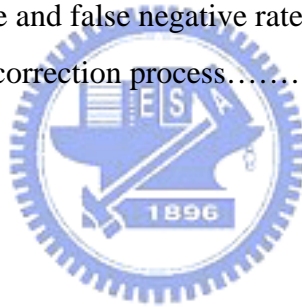 e and false negative rate
correction process……..
E S A
1896